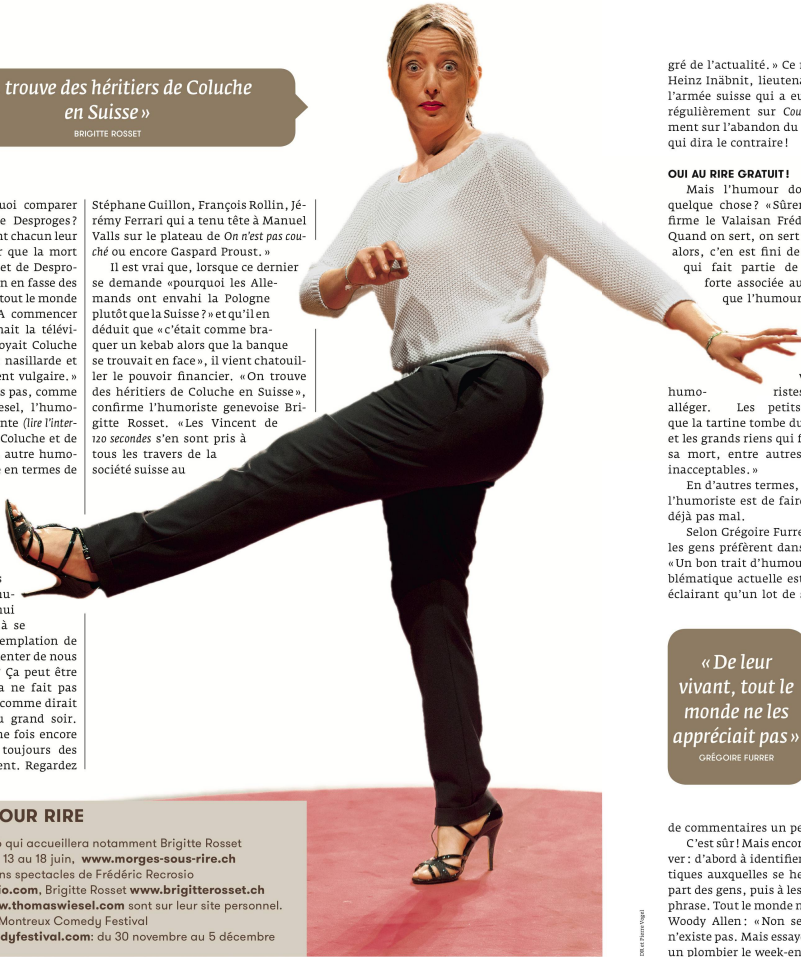 trouve des héritiers de Coluche
en Suisse »
BRIGITTE ROSSET
uoi comparer
e Desproges?
nt chacun leur
r que la mort
et de Despro-
n en fasse des
tout le monde
A commencer
nait la télévi-
oyait Coluche
nasillarde et
ent vulgaire. »
s pas, comme
esel, l'humo-
nte (lire l'inter-
Coluche et de
autre humo-
e en termes de
s
nu-
hui
à se
emplation de
enter de nous
? Ça peut être
a ne fait pas
comme dirait
u grand soir.
ne fois encore
toujours des
ent. Regardez
Stéphane Guillon, François Rollin, Jé-
rémy Ferrari qui a tenu tête à Manuel
Valls sur le plateau de On n'est pas cou-
ché ou encore Gaspard Proust. »
Il est vrai que, lorsque ce dernier
se demande «pourquoi les Alle-
mands ont envahi la Pologne
plutôt que la Suisse? » et qu'il en
déduit que «c'était comme bra-
quer un kebab alors que la banque
se trouvait en face», il vient chatouil-
ler le pouvoir financier. «On trouve
des héritiers de Coluche en Suisse»,
confirme l'humoriste genevoise Bri-
gitte Rosset. «Les Vincent de
120 secondes s'en sont pris à
tous les travers de la
société suisse au
gré de l'actualité. » Ce
Heinz Inäbnit, lieutena
l'armée suisse qui a eu
régulièrement sur Cou
ment sur l'abandon du
qui dira le contraire!
OUI AU RIRE GRATUIT!
Mais l'humour do
quelque chose? «Sûrem
firme le Valaisan Fréd
Quand on sert, on sert
alors, c'en est fini de
qui fait partie de
forte associée au
que l'humour
v
humo- ristes
alléger. Les petits
que la tartine tombe du
et les grands riens qui f
sa mort, entre autres
inacceptables. »
En d'autres termes,
l'humoriste est de faire
déjà pas mal.
Selon Grégoire Furre
les gens préfèrent dans
«Un bon trait d'humou
blématique actuelle est
éclairant qu'un lot de
« De leur
vivant, tout le
monde ne les
appréciait pas »
GRÉGOIRE FURRER
de commentaires un pe
C'est sûr! Mais encor
ver: d'abord à identifier
tiques auxquelles se he
part des gens, puis à les
phrase. Tout le monde n
Woody Allen: «Non se
n'existe pas. Mais essaye
un plombier le week-en
OUR RIRE
o qui accueillera notamment Brigitte Rosset
13 au 18 juin, www.morges-sous-rire.ch
ns spectacles de Frédéric Recrosio
io.com, Brigitte Rosset www.brigitterosset.ch
w.thomaswiesel.com sont sur leur site personnel.
Montreux Comedy Festival
dyfestival.com: du 30 novembre au 5 décembre
DR et Pierre Vogel